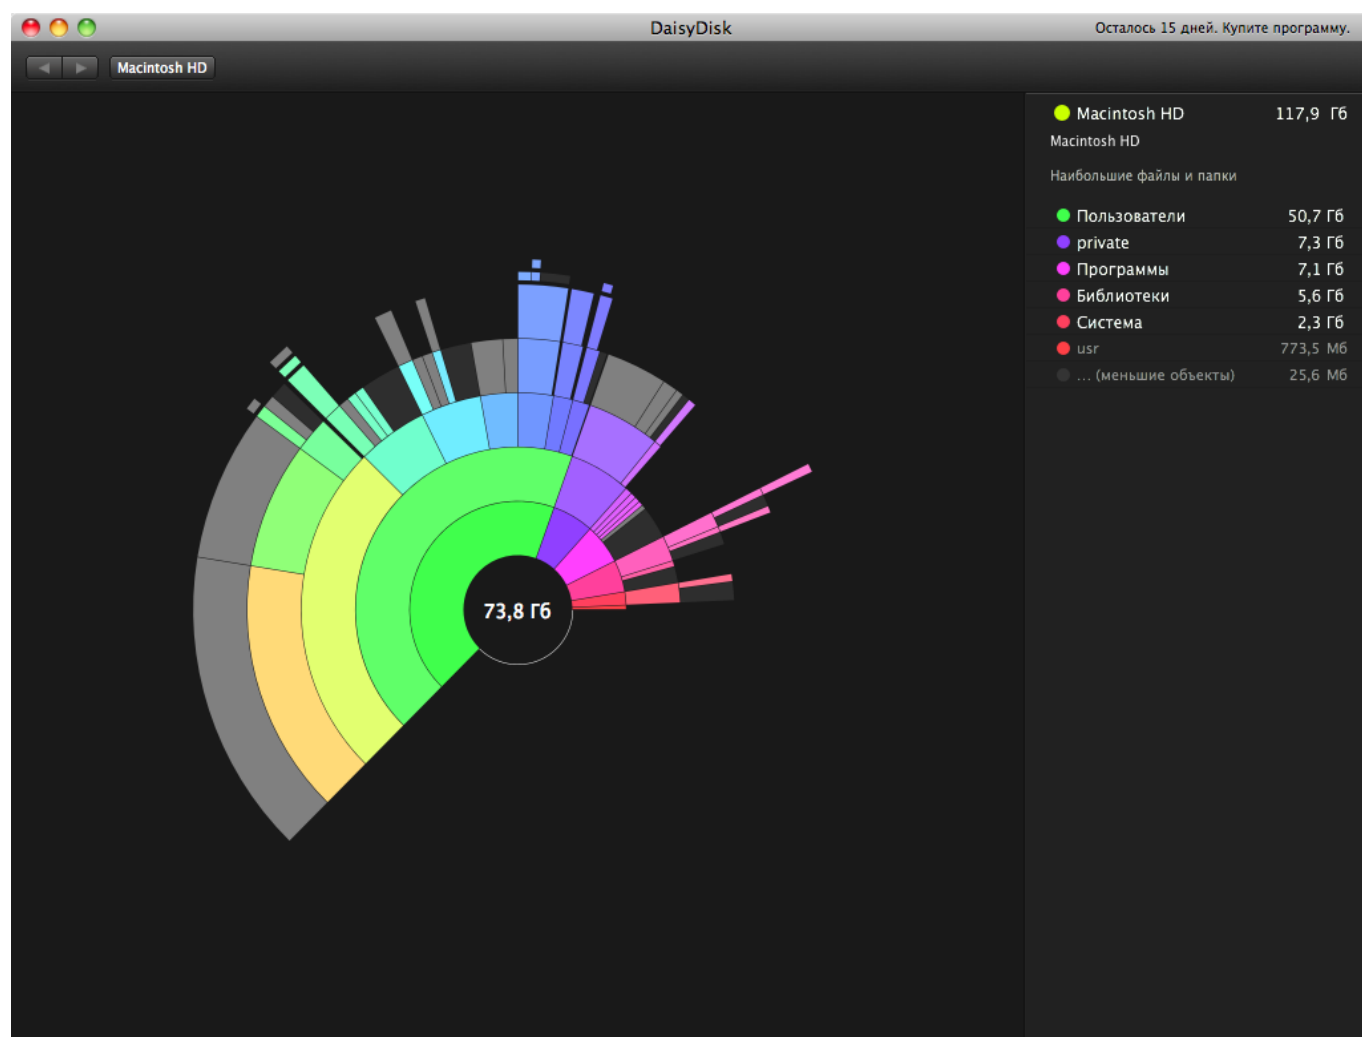 DaisyDisk
Осталось 15 дней. Купите программу.
Macintosh HD
Macintosh HD 117,9 Гб
Macintosh HD
Наибольшие файлы и папки
Пользователи 50,7 Гб
private 7,3 Гб
Программы 7,1 Гб
Библиотеки 5,6 Гб
Система 2,3 Гб
usr 773,5 Мб
... (меньшие объекты) 25,6 Мб
73,8 Гб